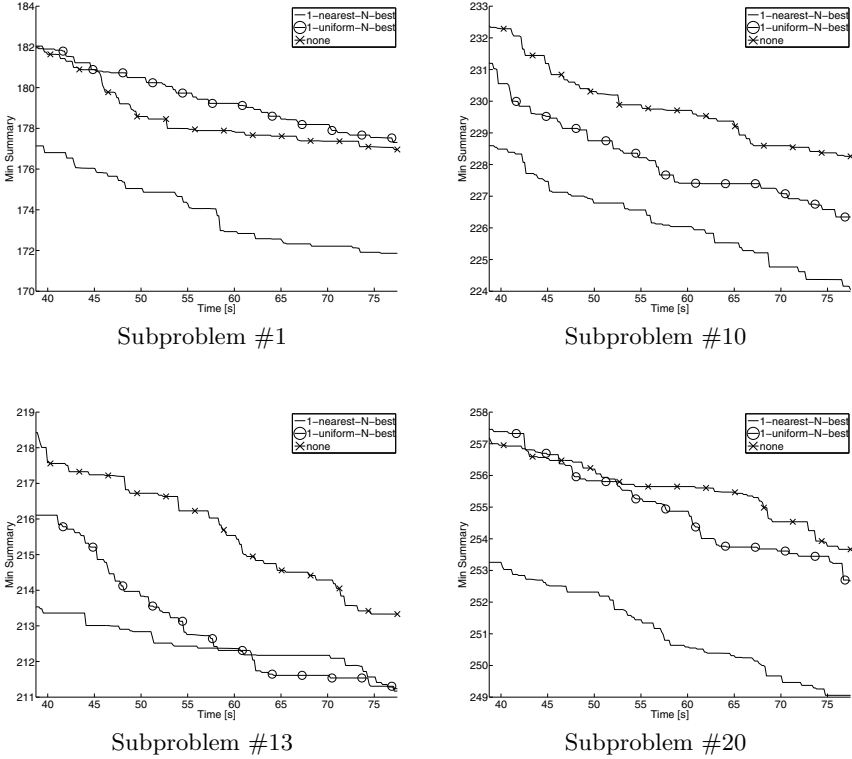 184
182
180
178
176
174
172
170
Min Summary
40 45 50 55 60 65 70 75
Time [s]
1-nearest-N-best
1-uniform-N-best
none
Subproblem #1
233
232
231
230
229
228
227
226
225
224
Min Summary
40 45 50 55 60 65 70 75
Time [s]
1-nearest-N-best
1-uniform-N-best
none
Subproblem #10
219
218
217
216
215
214
213
212
211
Min Summary
40 45 50 55 60 65 70 75
Time [s]
1-nearest-N-best
1-uniform-N-best
none
Subproblem #13
258
257
256
255
254
253
252
251
250
249
Min Summary
40 45 50 55 60 65 70 75
Time [s]
1-nearest-N-best
1-uniform-N-best
none
Subproblem #20